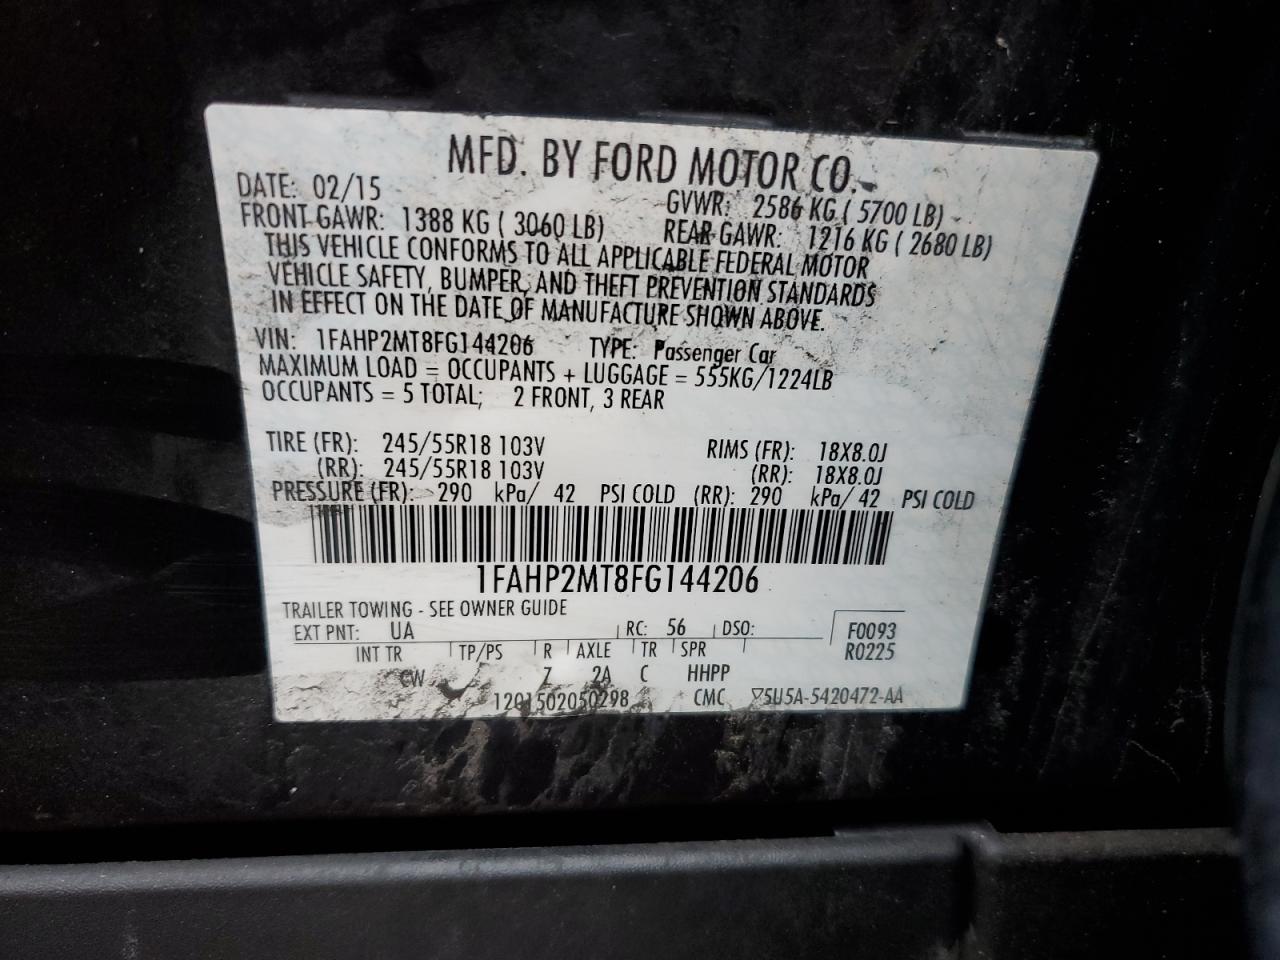 MFD. BY FORD MOTOR CO.
DATE: 02/15 GVWR: 2586 KG ( 5700 LB)
FRONT GAWR: 1388 KG ( 3060 LB) REAR GAWR: 1216 KG ( 2680 LB)
THIS VEHICLE CONFORMS TO ALL APPLICABLE FEDERAL MOTOR
VEHICLE SAFETY, BUMPER, AND THEFT PREVENTION STANDARDS
IN EFFECT ON THE DATE OF MANUFACTURE SHOWN ABOVE.
VIN: 1FAHP2MT8FG144206 TYPE: Passenger Car
MAXIMUM LOAD = OCCUPANTS + LUGGAGE = 555KG/1224LB
OCCUPANTS = 5 TOTAL; 2 FRONT, 3 REAR
TIRE (FR): 245/55R18 103V RIMS (FR): 18X8.0J
(RR): 245/55R18 103V (RR): 18X8.0J
PRESSURE (FR): 290 kPa/ 42 PSI COLD (RR): 290 kPa/ 42 PSI COLD
1FAHP2MT8FG144206
TRAILER TOWING - SEE OWNER GUIDE
EXT PNT: UA RC: 56 DSO: F0093
INT TR TP/PS R AXLE TR SPR R0225
CW Z 2A C HHPP
1201502050298 CMC ▽5U5A-5420472-AA